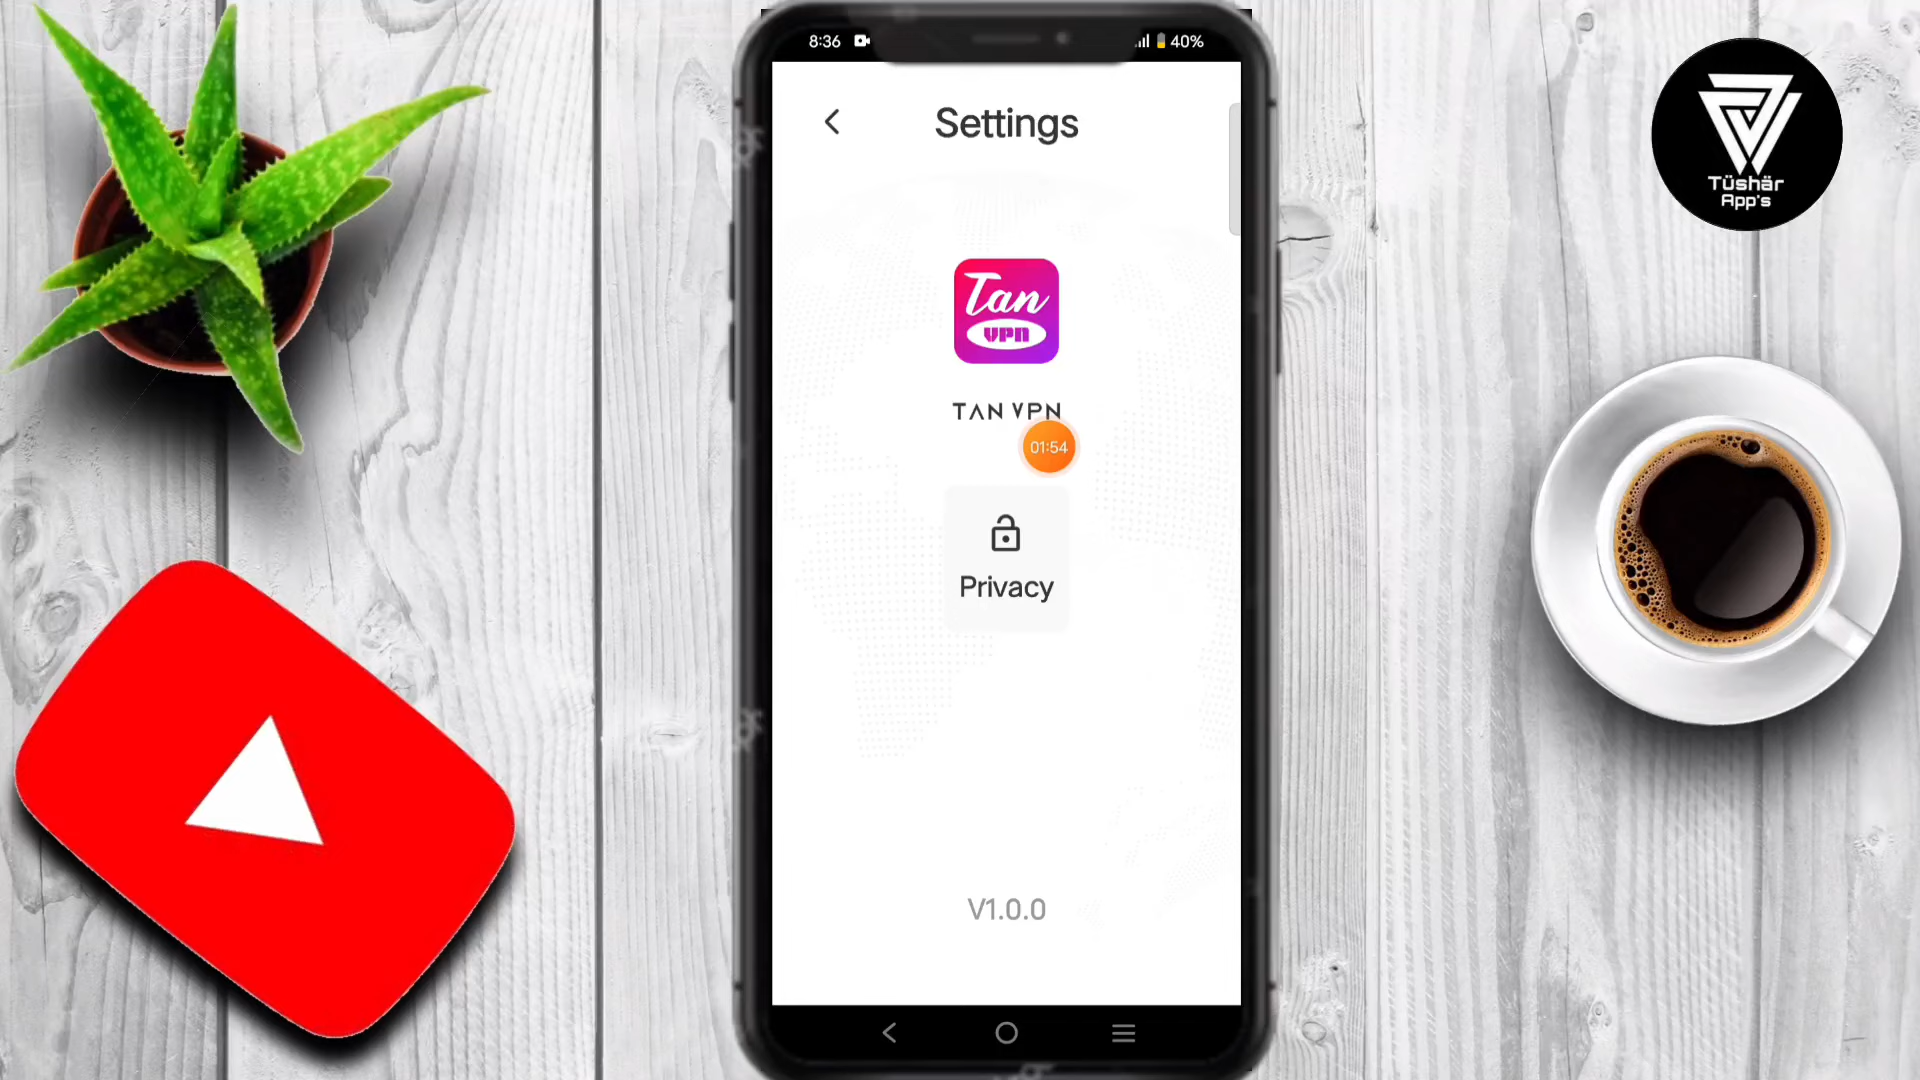 8:36
40%
Settings
Tan
VPN
TAN VPN
01:54
Privacy
V1.0.0
Tüshär
App's